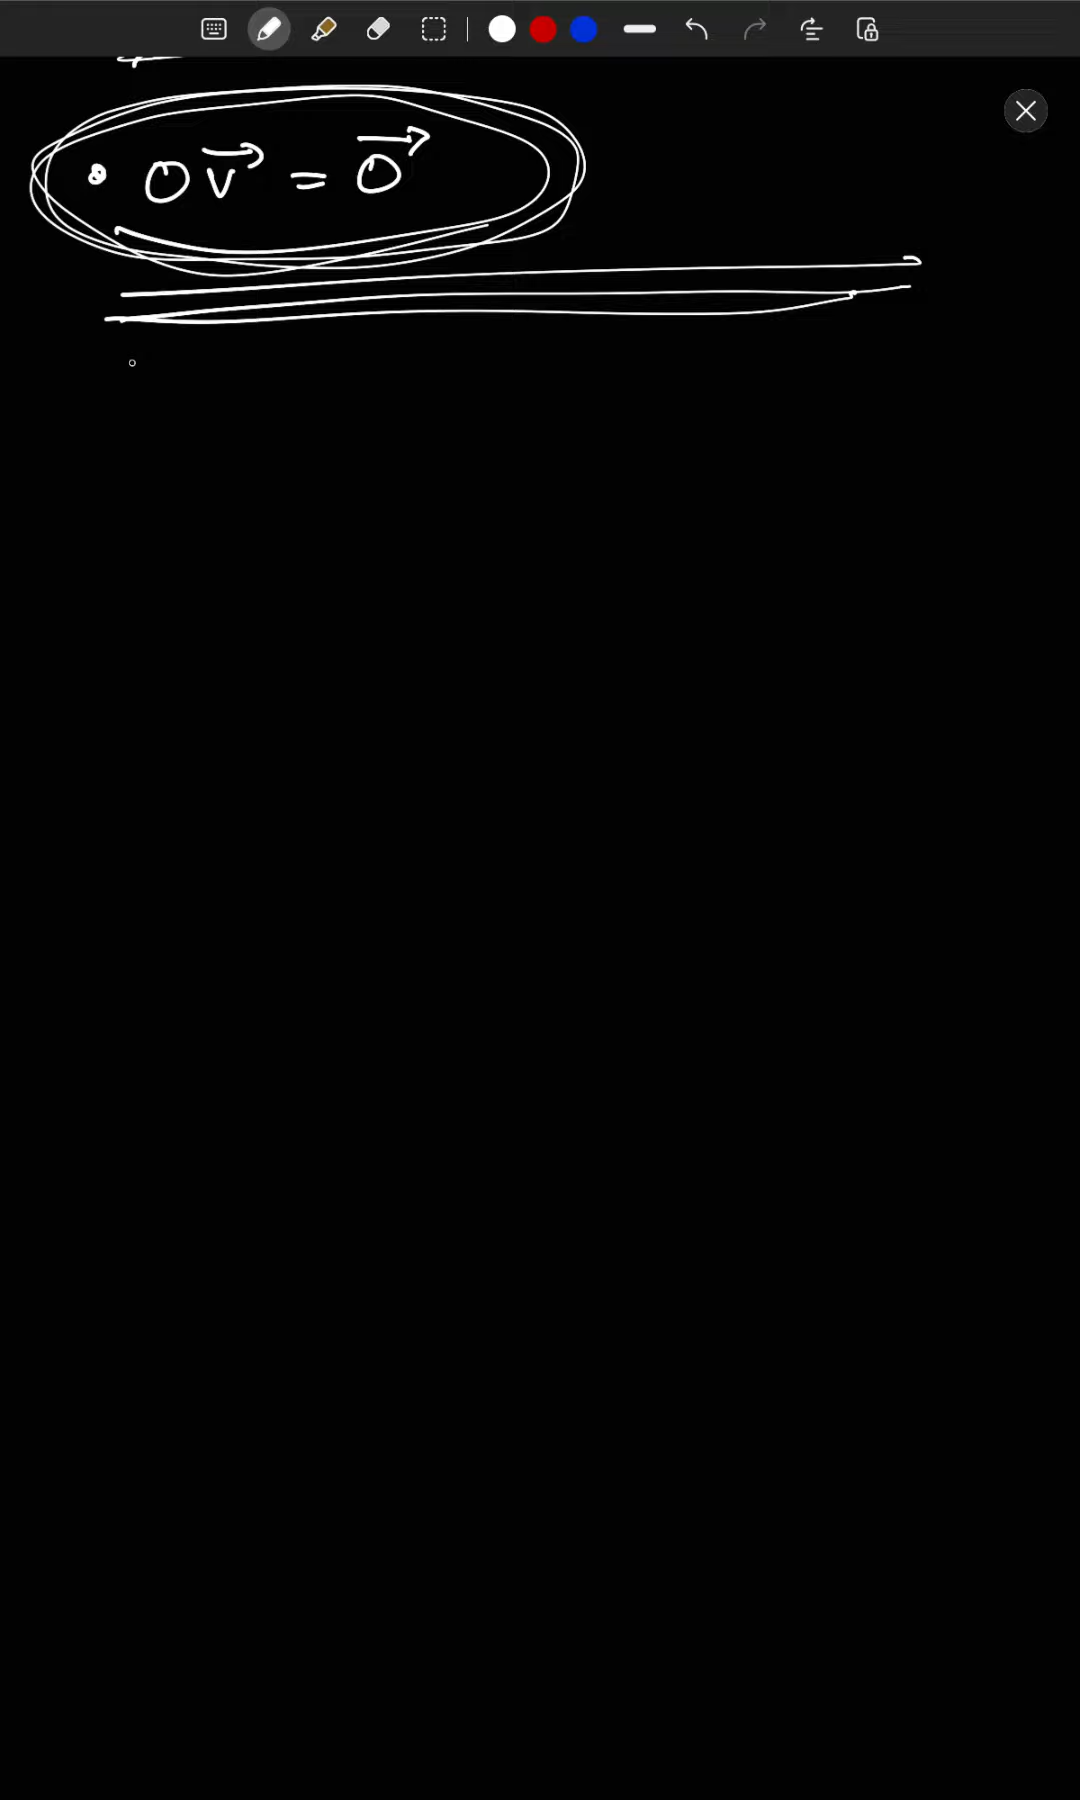 • 0v⃗ = 0⃗